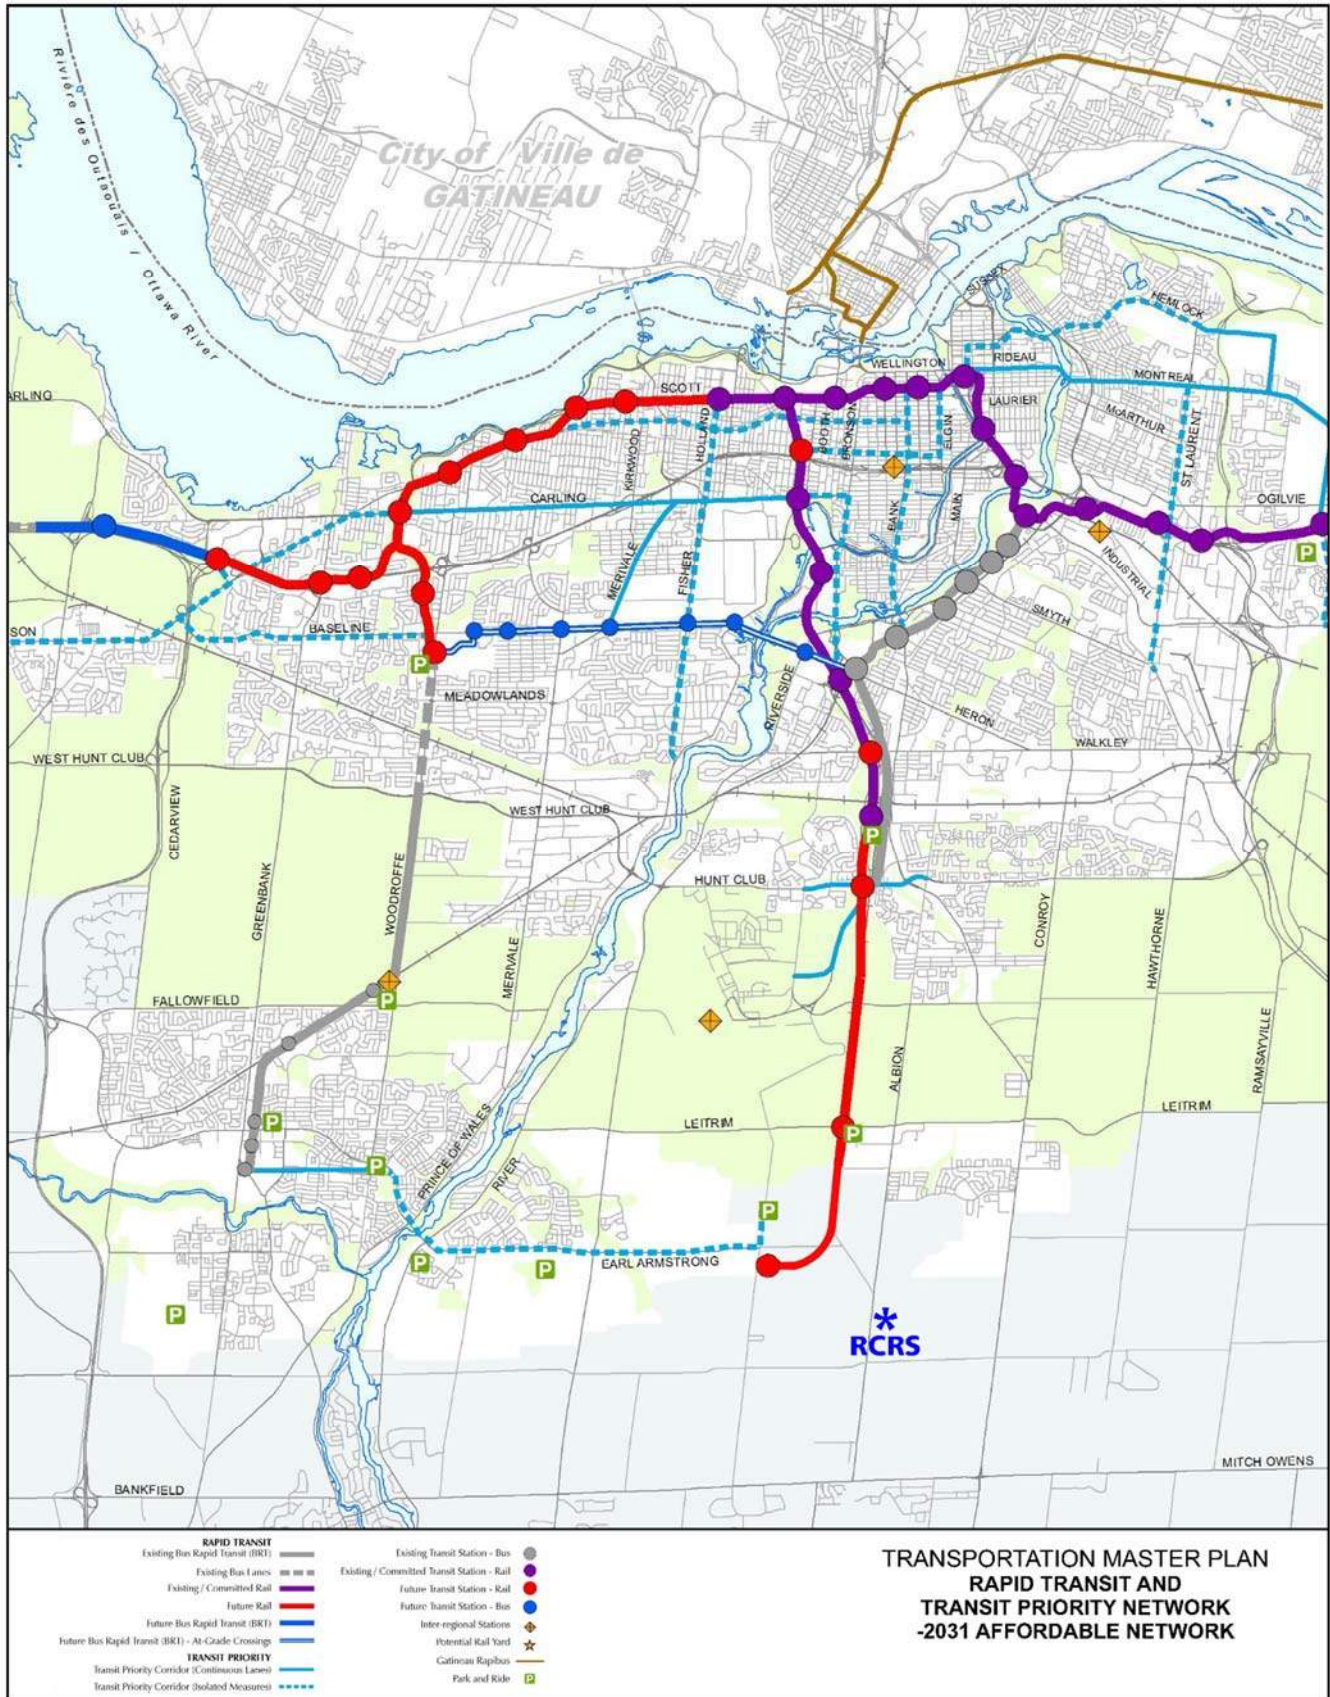 Rivière des Outaouais / Ottawa River
City of / Ville de
GATINEAU
SUSSEX
HEMLOCK
WELLINGTON
RIDEAU
MONTREAL
SCOTT
ARLING
LAURIER
McARTHUR
HOLLAND
BOOTH
BRONSON
ELGIN
ST LAURENT
KIRKWOOD
CARLING
OGILVIE
BANK
MAIN
MERIVALE
FISHER
INDUSTRIAL
SMYTH
SON
BASELINE
P
MEADOWLANDS
RIVERSIDE
HERON
WALKLEY
WEST HUNT CLUB
WEST HUNT CLUB
CEDARVIEW
P
P
HUNT CLUB
GREENBANK
WOODROFFE
MERIVALE
CONROY
HAWTHORNE
FALLOWFIELD
P
RAMSAYVILLE
ALBION
P
PRINCE OF WALES
LEITRIM
P
LEITRIM
P
RIVER
P
P
EARL ARMSTRONG
P
P
*
RCRS
BANKFIELD
MITCH OWENS
RAPID TRANSIT
Existing Bus Rapid Transit (BRT)
Existing Bus Lanes
Existing / Committed Rail
Future Rail
Future Bus Rapid Transit (BRT)
Future Bus Rapid Transit (BRT) - At-Grade Crossings
TRANSIT PRIORITY
Transit Priority Corridor (Continuous Lanes)
Transit Priority Corridor (Isolated Measures)
Existing Transit Station - Bus
Existing / Committed Transit Station - Rail
Future Transit Station - Rail
Future Transit Station - Bus
Inter-regional Stations
Potential Rail Yard
Gatineau Rapibus
Park and Ride P
TRANSPORTATION MASTER PLAN
RAPID TRANSIT AND
TRANSIT PRIORITY NETWORK
-2031 AFFORDABLE NETWORK